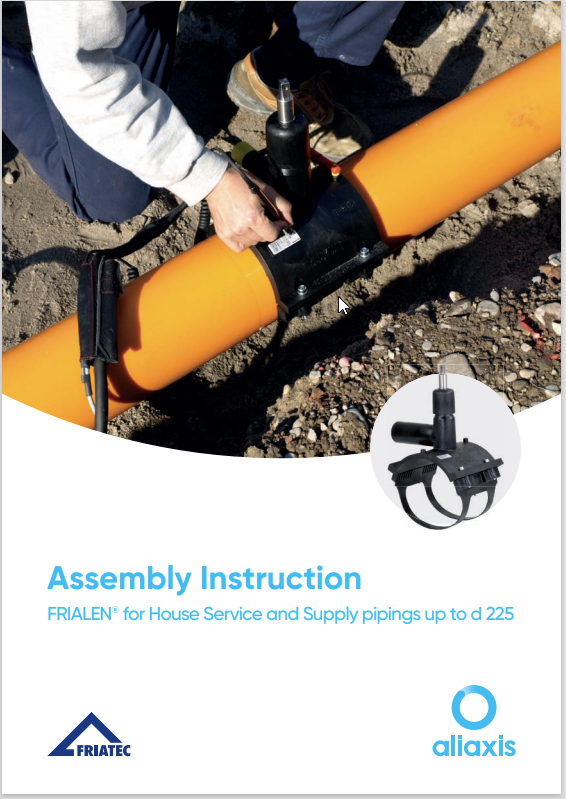 Assembly Instruction
FRIALEN® for House Service and Supply pipings up to d 225
FRIATEC
aliaxis